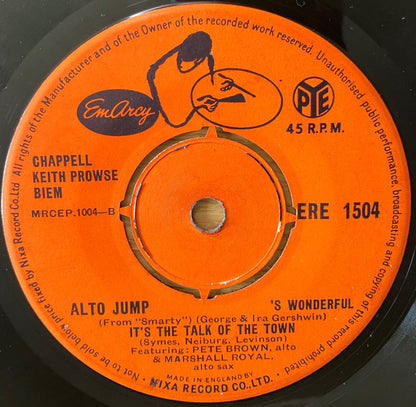 All rights of the Manufacturer and of the Owner of the recorded work reserved. Unauthorised public performance, broadcasting and copying of this record prohibited.
Not to be sold below price fixed by Nixa Record Co. Ltd.
EmArcy
PYE
45 R.P.M.
CHAPPELL
KEITH PROWSE
BIEM
MRCEP.1004-B
ERE 1504
ALTO JUMP 'S WONDERFUL
(From "Smarty") (George & Ira Gershwin)
IT'S THE TALK OF THE TOWN
(Symes, Neiburg, Levinson)
Featuring: PETE BROWN, alto
& MARSHALL ROYAL,
alto sax
MADE IN ENGLAND BY
NIXA RECORD CO., LTD.